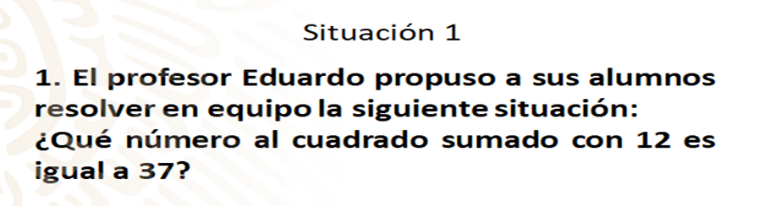 Situación 1
1. El profesor Eduardo propuso a sus alumnos
resolver en equipo la siguiente situación:
¿Qué número al cuadrado sumado con 12 es
igual a 37?